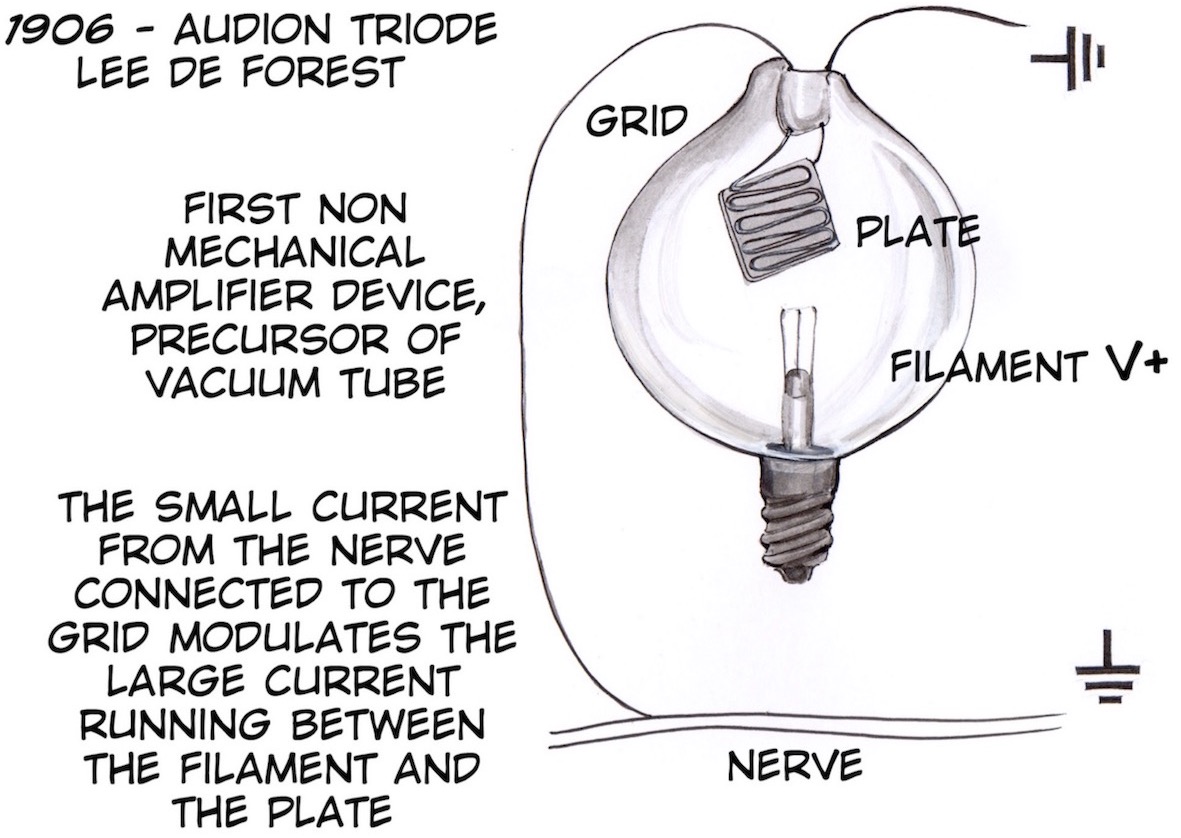 1906 - AUDION TRIODE
LEE DE FOREST
GRID
FIRST NON
MECHANICAL
AMPLIFIER DEVICE,
PRECURSOR OF
VACUUM TUBE
PLATE
FILAMENT V+
THE SMALL CURRENT
FROM THE NERVE
CONNECTED TO THE
GRID MODULATES THE
LARGE CURRENT
RUNNING BETWEEN
THE FILAMENT AND
THE PLATE
NERVE